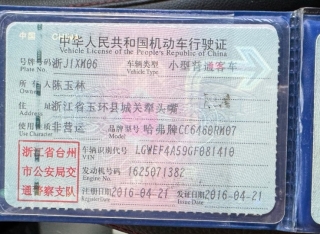 中华人民共和国机动车行驶证
Vehicle License of the People's Republic of China
号牌号码 浙JIXM06 车辆类型 小型普通客车
Plate No. Vehicle Type
所有人 陈玉林
Owner
住址 浙江省玉环县城关犁头嘴
Address
使用性质 非营运 品牌型号 哈弗牌CC6460RM07
Use Character Model
浙江省台州
市公安局交
通警察支队
车辆识别代号 LGWEF4A59GF081410
VIN
发动机号码 1625071382
Engine No.
注册日期 2016-04-21 发证日期 2016-04-21
Register Date Issue Date